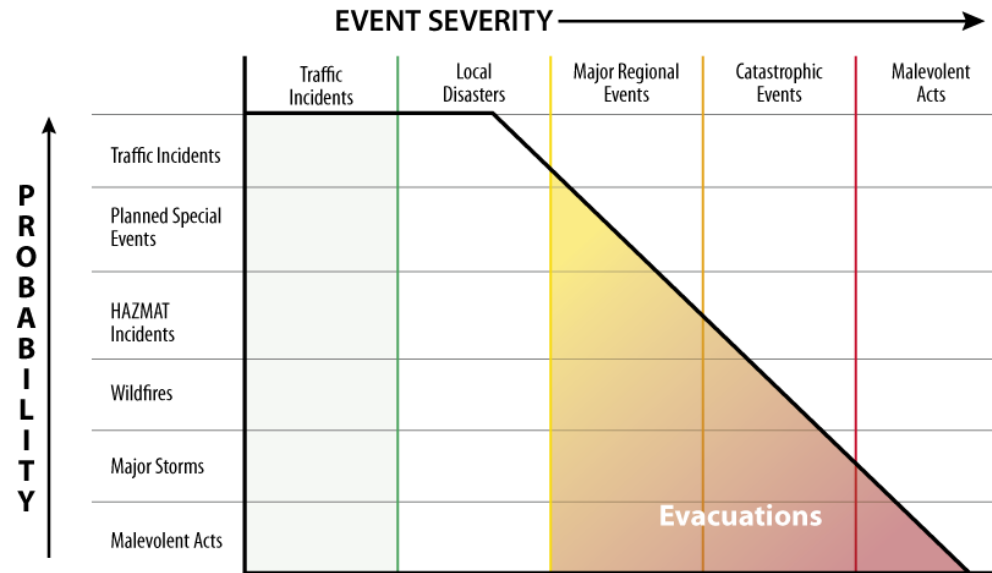 EVENT SEVERITY
Traffic
Incidents
Local
Disasters
Major Regional
Events
Catastrophic
Events
Malevolent
Acts
PROBABILITY
Traffic Incidents
Planned Special
Events
HAZMAT
Incidents
Wildfires
Major Storms
Malevolent Acts
Evacuations